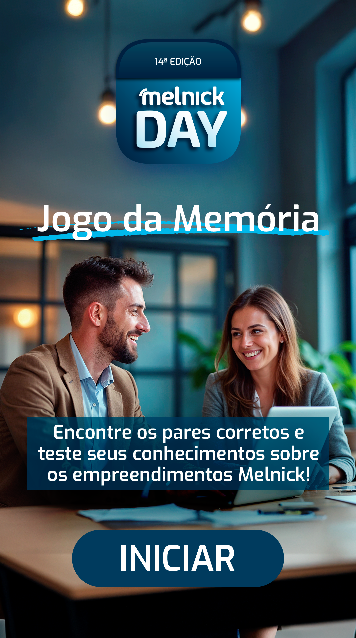 14ª EDIÇÃO
melnick
DAY
Jogo da Memória
Encontre os pares corretos e
teste seus conhecimentos sobre
os empreendimentos Melnick!
INICIAR